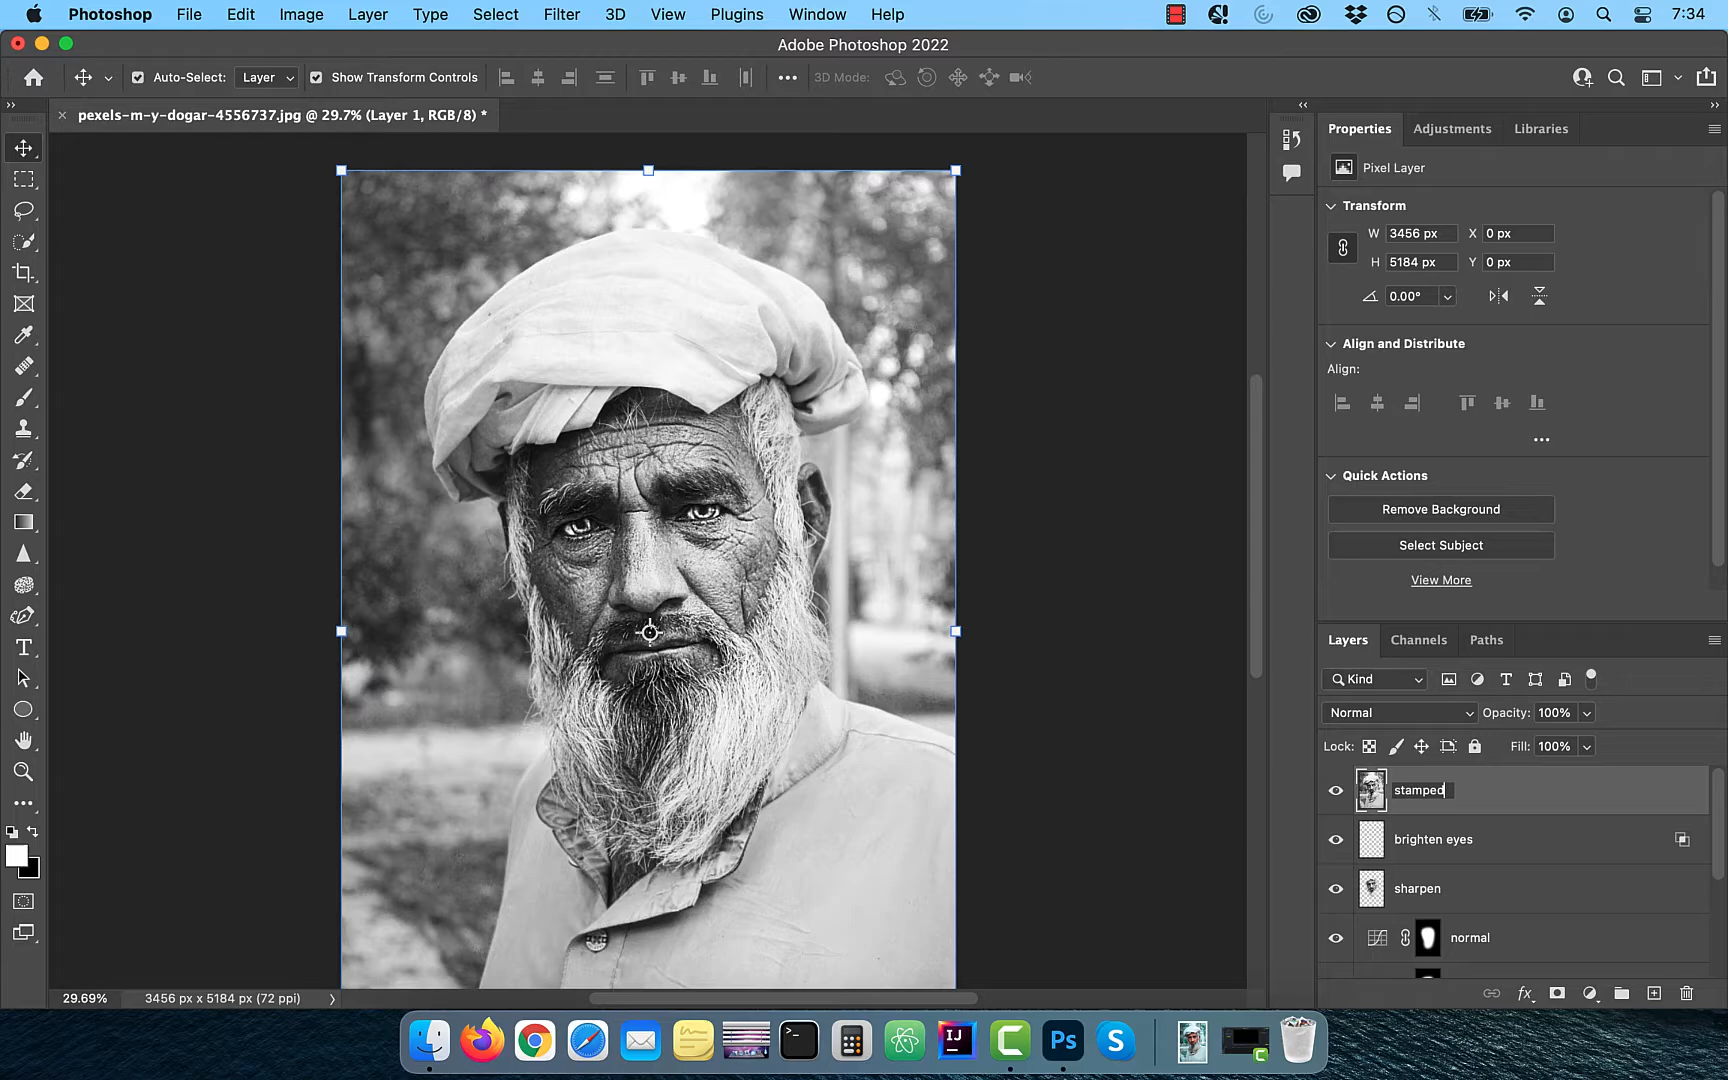 Photoshop File Edit Image Layer Type Select Filter 3D View Plugins Window Help 7:34
Adobe Photoshop 2022
Auto-Select: Layer Show Transform Controls 3D Mode:
pexels-m-y-dogar-4556737.jpg @ 29.7% (Layer 1, RGB/8) *
Properties Adjustments Libraries
Pixel Layer
Transform
W 3456 px X 0 px
H 5184 px Y 0 px
0.00°
Align and Distribute
Align:
Quick Actions
Remove Background
Select Subject
View More
Layers Channels Paths
Kind
Normal Opacity: 100%
Lock: Fill: 100%
stamped
brighten eyes
sharpen
normal
29.69% 3456 px x 5184 px (72 ppi)
IJ
Ps